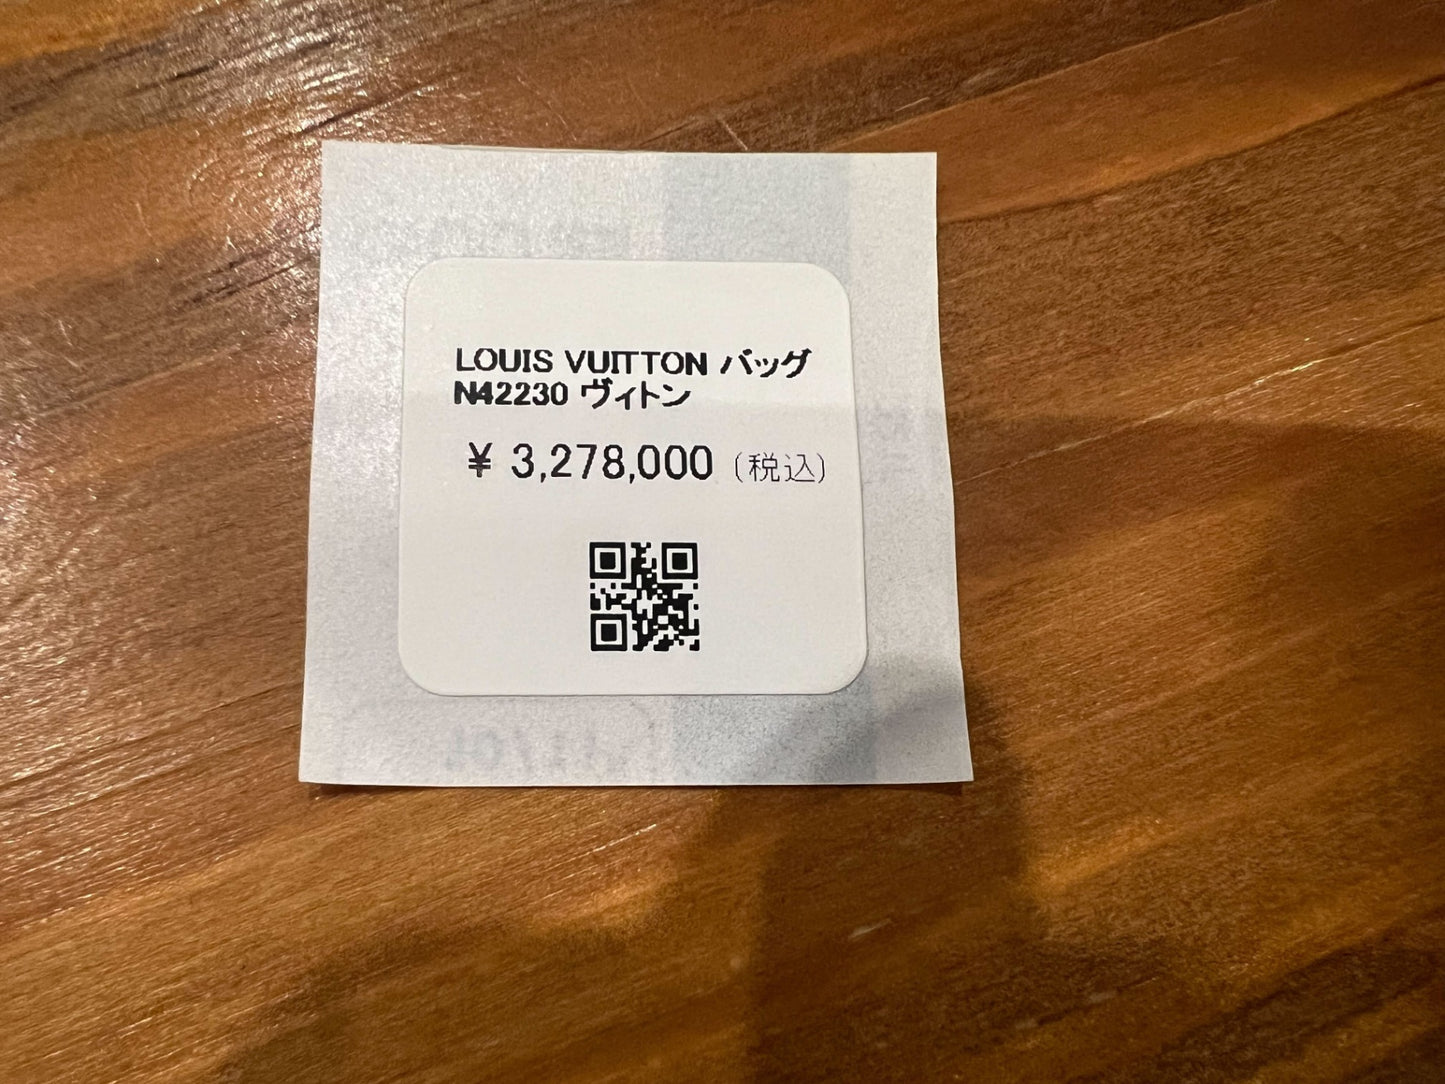 LOUIS VUITTON バッグ
N42230 ヴィトン
¥ 3,278,000 (税込)